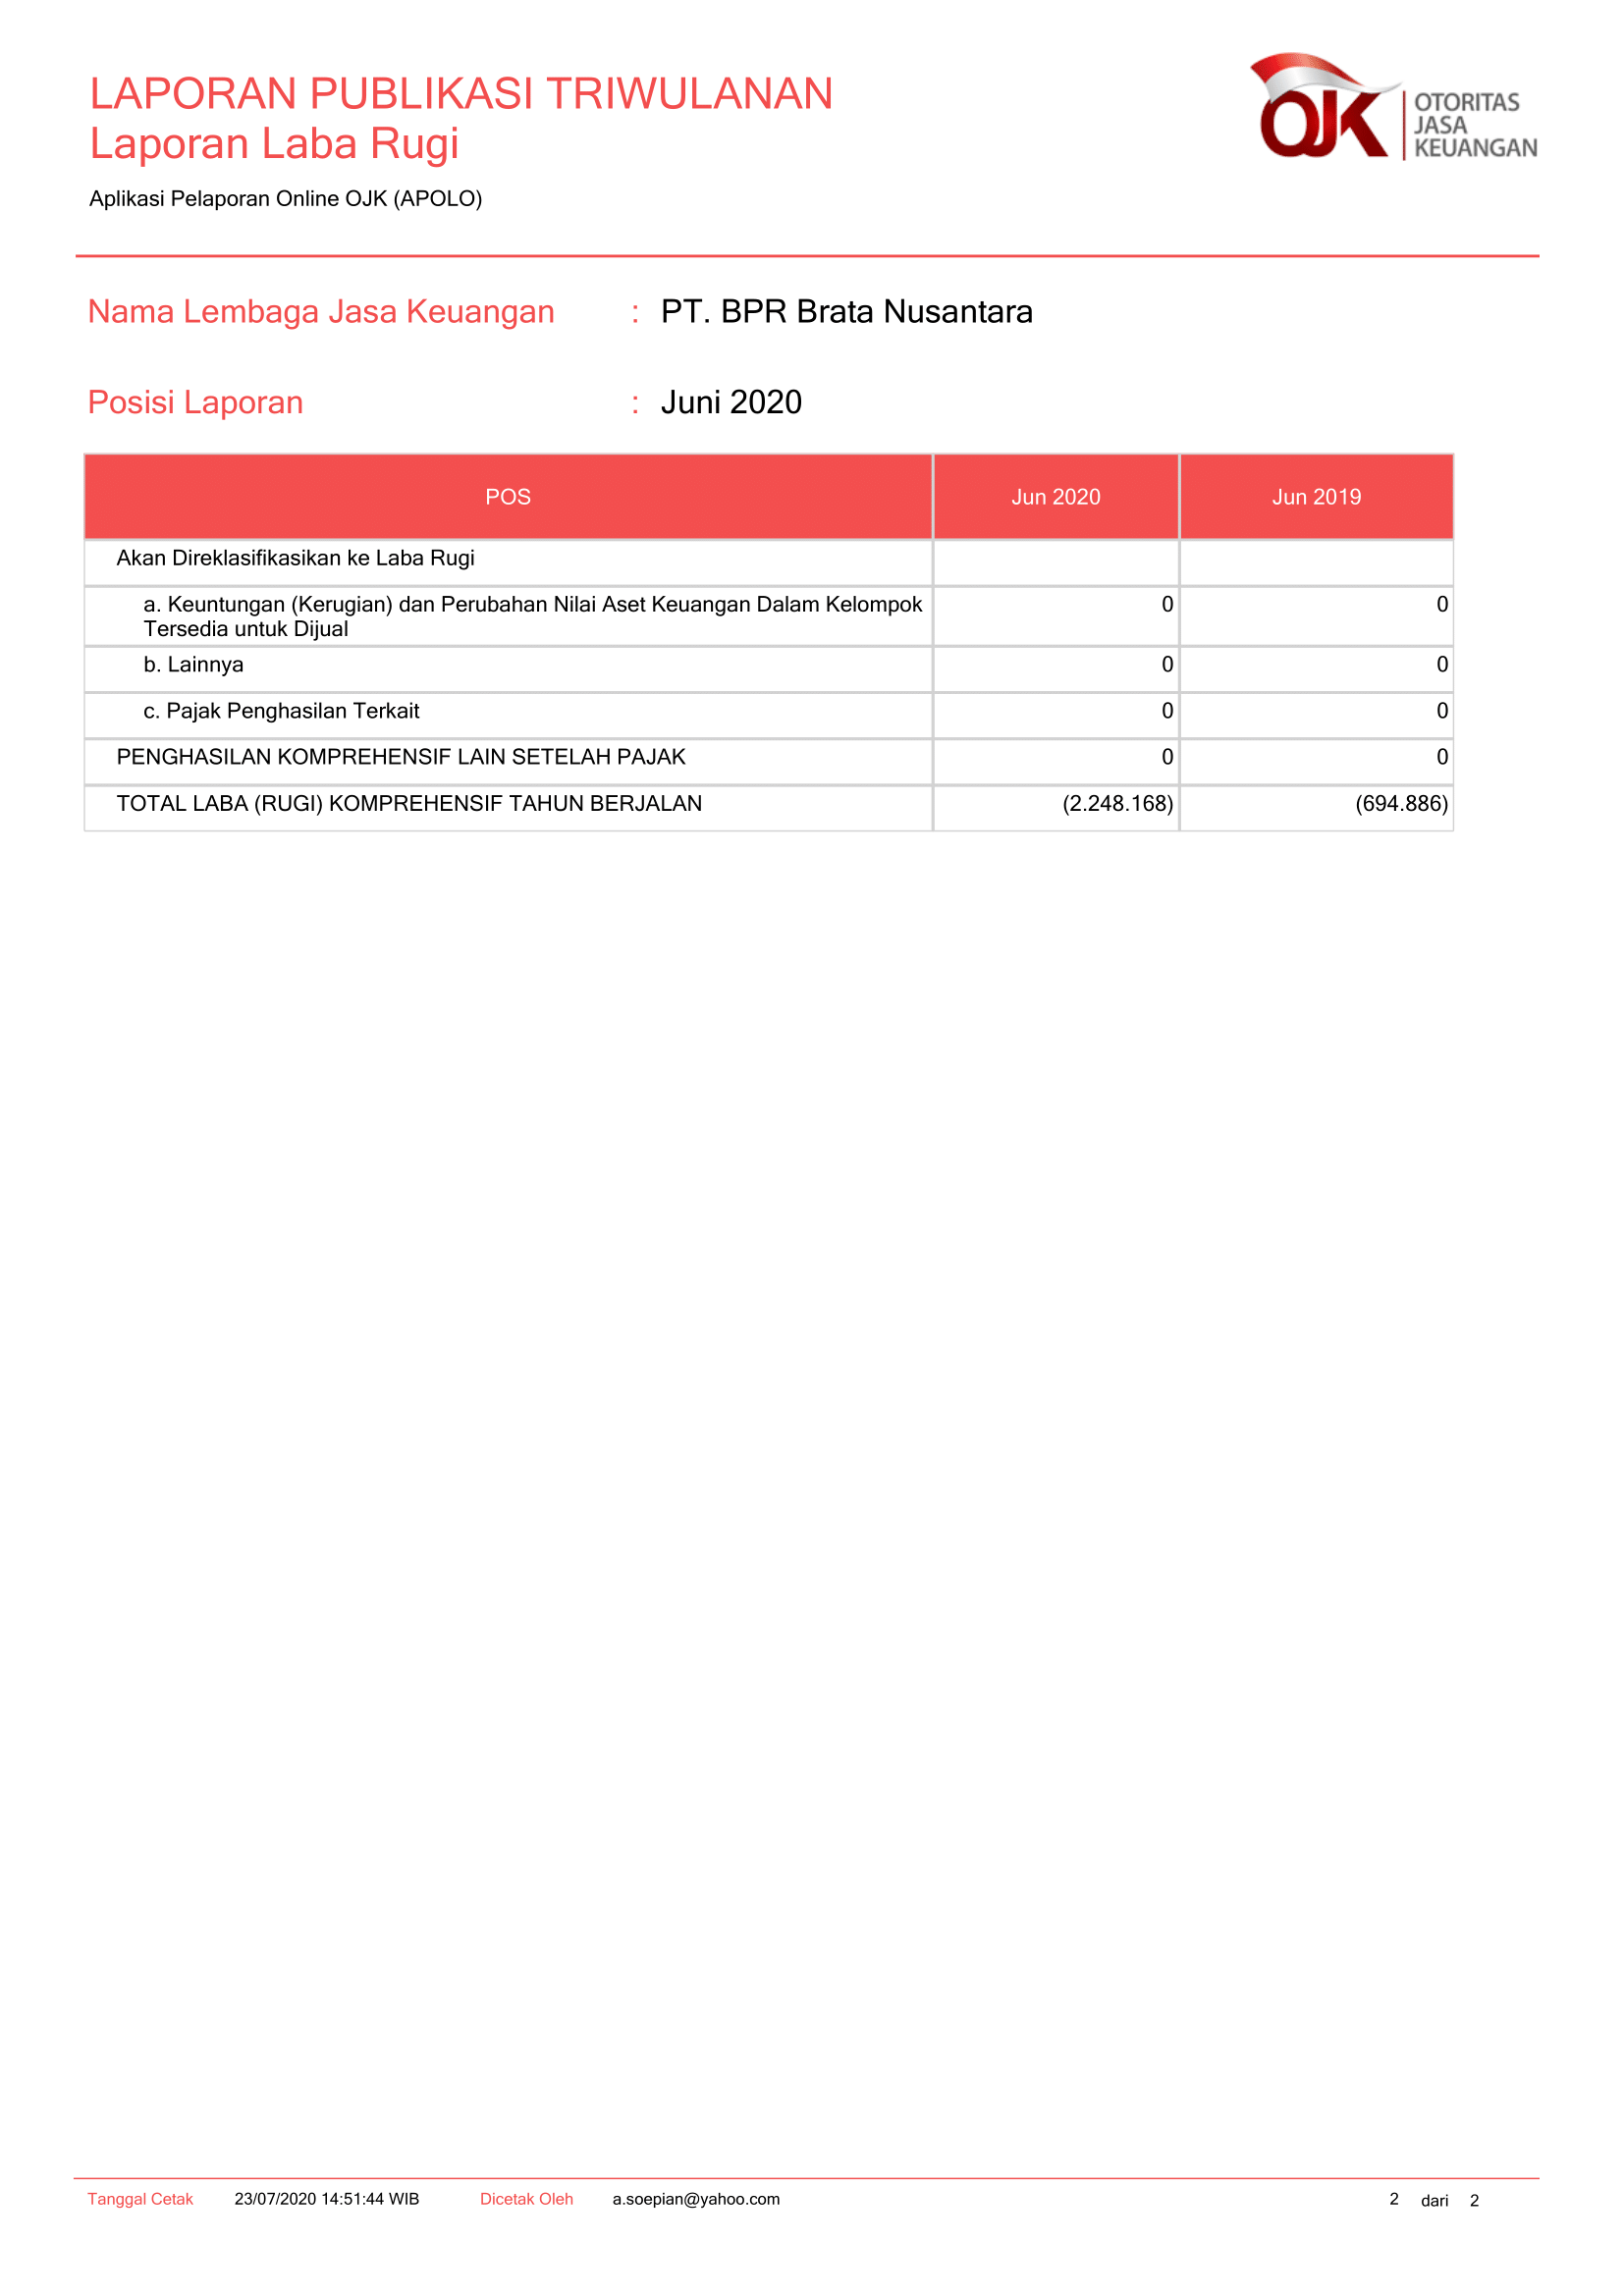 LAPORAN PUBLIKASI TRIWULANAN
Laporan Laba Rugi
Aplikasi Pelaporan Online OJK (APOLO)
OJK
OTORITAS
JASA
KEUANGAN
Nama Lembaga Jasa Keuangan : PT. BPR Brata Nusantara
Posisi Laporan : Juni 2020
POS Jun 2020 Jun 2019
Akan Direklasifikasikan ke Laba Rugi
a. Keuntungan (Kerugian) dan Perubahan Nilai Aset Keuangan Dalam Kelompok 0 0
Tersedia untuk Dijual
b. Lainnya 0 0
c. Pajak Penghasilan Terkait 0 0
PENGHASILAN KOMPREHENSIF LAIN SETELAH PAJAK 0 0
TOTAL LABA (RUGI) KOMPREHENSIF TAHUN BERJALAN (2.248.168) (694.886)
Tanggal Cetak 23/07/2020 14:51:44 WIB Dicetak Oleh a.soepian@yahoo.com 2 dari 2